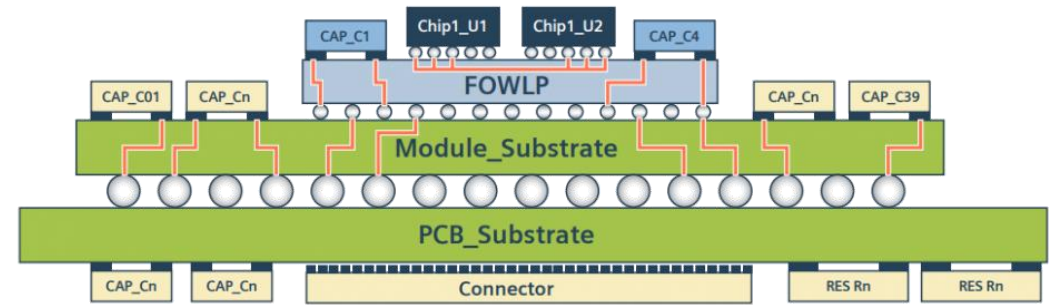 CAP_C1
Chip1_U1
Chip1_U2
CAP_C4
FOWLP
CAP_C01
CAP_Cn
CAP_Cn
CAP_C39
Module_Substrate
PCB_Substrate
CAP_Cn
CAP_Cn
Connector
RES Rn
RES Rn